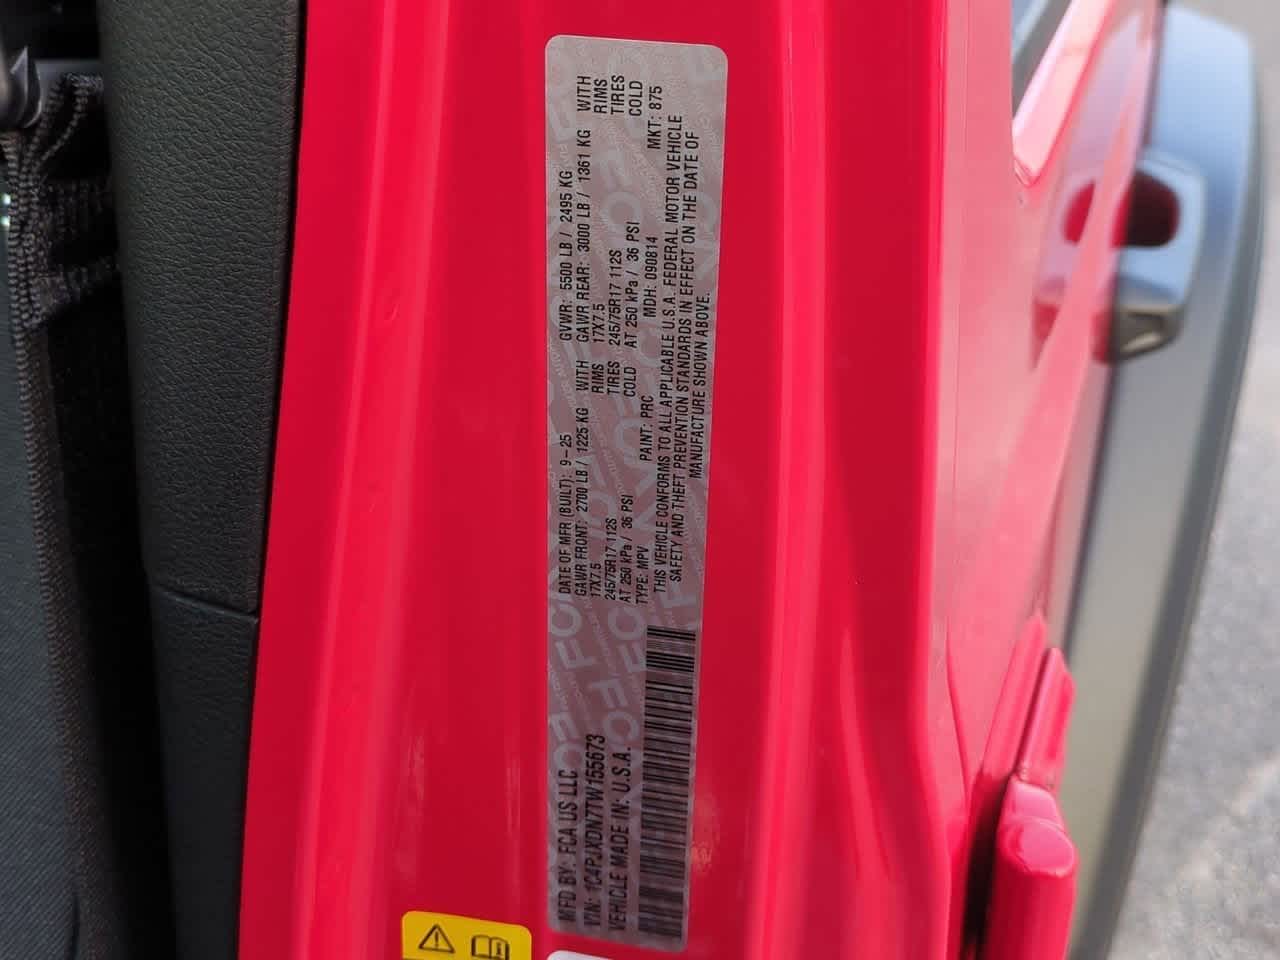 MFD BY: FCA US LLC
DATE OF MFR (BUILT): 9-25
GVWR: 5500 LB / 2495 KG
VIN: 1C4PJXDN7TW155673
GAWR FRONT: 2700 LB / 1225 KG WITH
GAWR REAR: 3000 LB / 1361 KG WITH
17X7.5 RIMS
17X7.5 RIMS
VEHICLE MADE IN: U.S.A.
245/75R17 112S TIRES
245/75R17 112S TIRES
AT 250 kPa / 36 PSI COLD
AT 250 kPa / 36 PSI COLD
TYPE: MPV PAINT: PRC MDH: 090814 MKT: 875
THIS VEHICLE CONFORMS TO ALL APPLICABLE U.S.A. FEDERAL MOTOR VEHICLE
SAFETY AND THEFT PREVENTION STANDARDS IN EFFECT ON THE DATE OF
MANUFACTURE SHOWN ABOVE.